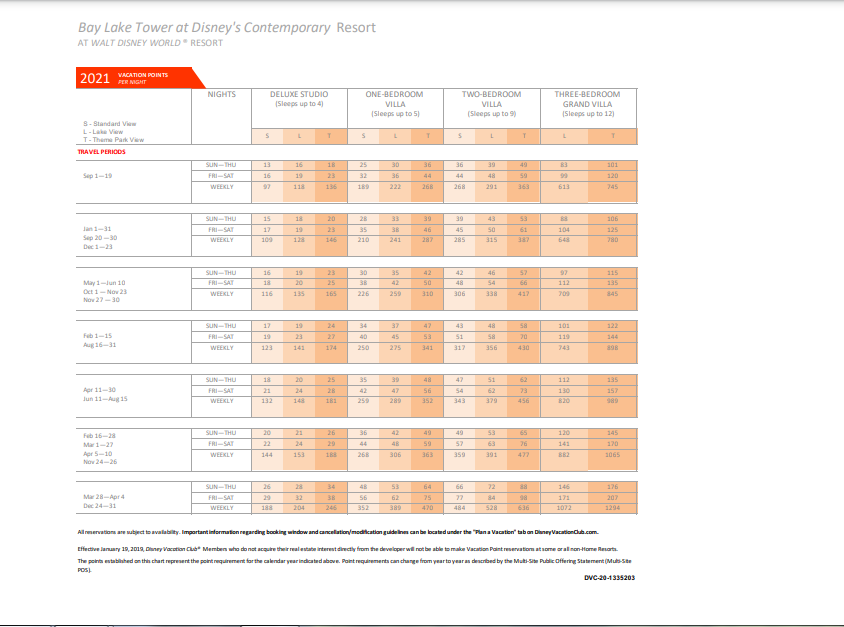 Bay Lake Tower at Disney's Contemporary Resort
AT WALT DISNEY WORLD® RESORT
2021 VACATION POINTS
PER NIGHT
NIGHTS DELUXE STUDIO ONE-BEDROOM TWO-BEDROOM THREE-BEDROOM
(Sleeps up to 4) VILLA VILLA GRAND VILLA
(Sleeps up to 5) (Sleeps up to 9) (Sleeps up to 12)
S - Standard View
L - Lake View
T - Theme Park View
S L T S L T S L T L T
TRAVEL PERIODS
SUN—THU 13 16 18 25 30 36 36 39 49 83 101
Sep 1—19 FRI—SAT 16 19 23 32 36 44 44 48 59 99 120
WEEKLY 97 118 136 189 222 268 268 291 363 613 745
SUN—THU 15 18 20 28 33 39 39 43 53 88 106
Jan 1—31 FRI—SAT 17 19 23 35 38 46 45 50 61 104 125
Sep 20 —30 WEEKLY 109 128 146 210 241 287 285 315 387 648 780
Dec 1—23
SUN—THU 16 19 23 30 35 42 42 46 57 97 115
May 1—Jun 10 FRI—SAT 18 20 25 38 42 50 48 54 66 112 135
Oct 1 — Nov 23 WEEKLY 116 135 165 226 259 310 306 338 417 709 845
Nov 27 — 30
SUN—THU 17 19 24 34 37 47 43 48 58 101 122
Feb 1—15 FRI—SAT 19 23 27 40 45 53 51 58 70 119 144
Aug 16—31 WEEKLY 123 141 174 250 275 341 317 356 430 743 898
SUN—THU 18 20 25 35 39 48 47 51 62 112 135
Apr 11—30 FRI—SAT 21 24 28 42 47 56 54 62 73 130 157
Jun 11—Aug 15 WEEKLY 132 148 181 259 289 352 343 379 456 820 989
SUN—THU 20 21 26 36 42 49 49 53 65 120 145
Feb 16—28 FRI—SAT 22 24 29 44 48 59 57 63 76 141 170
Mar 1—27 WEEKLY 144 153 188 268 306 363 359 391 477 882 1065
Apr 5—10
Nov 24—26
SUN—THU 26 28 34 48 53 64 66 72 88 146 176
Mar 28—Apr 4 FRI—SAT 29 32 38 56 62 75 77 84 98 171 207
Dec 24—31 WEEKLY 188 204 246 352 389 470 484 528 636 1072 1294
All reservations are subject to availability. Important information regarding booking window and cancellation/modification guidelines can be located under the "Plan a Vacation" tab on DisneyVacationClub.com.
Effective January 19, 2019, Disney Vacation Club® Members who do not acquire their real estate interest directly from the developer will not be able to make Vacation Point reservations at some or all non-Home Resorts.
The points established on this chart represent the point requirement for the calendar year indicated above. Point requirements can change from year to year as described by the Multi-Site Public Offering Statement (Multi-Site
POS).
DVC-20-1335203